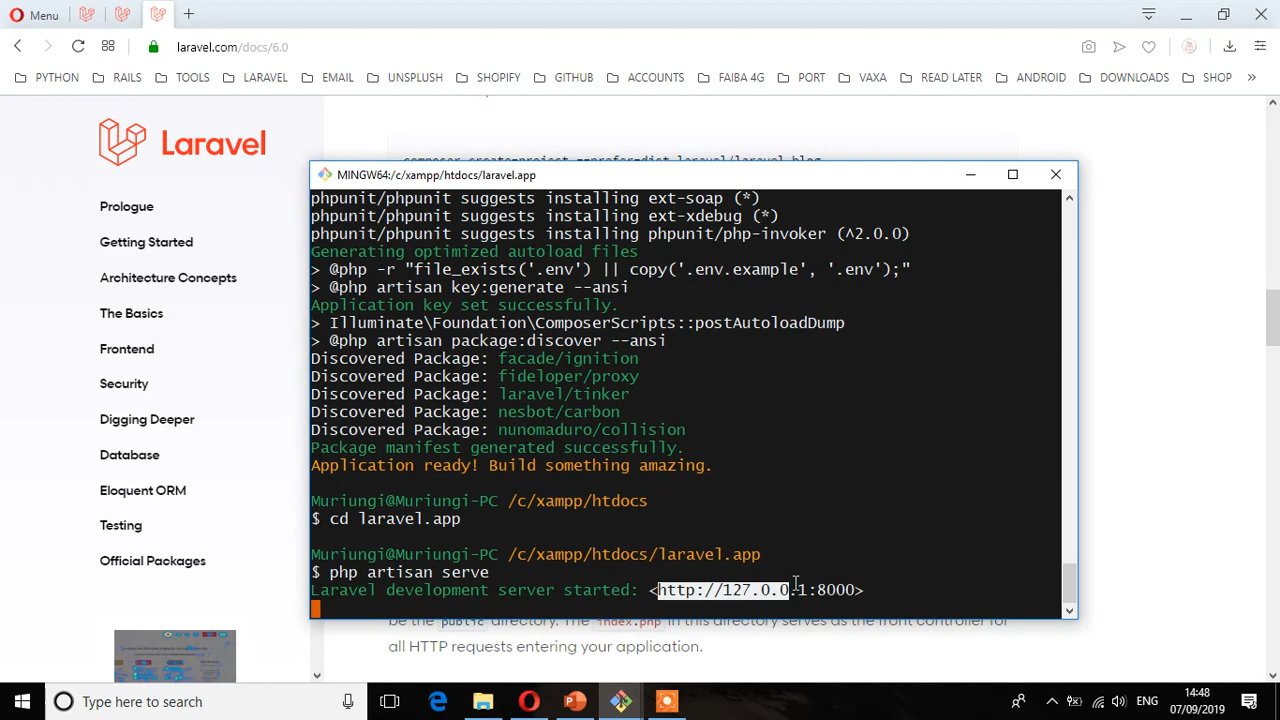 Menu
laravel.com/docs/6.0
PYTHON RAILS TOOLS LARAVEL EMAIL UNSPLUSH SHOPIFY GITHUB ACCOUNTS FAIBA 4G PORT VAXA READ LATER ANDROID DOWNLOADS SHOP »
Laravel
Prologue
Getting Started
Architecture Concepts
The Basics
Frontend
Security
Digging Deeper
Database
Eloquent ORM
Testing
Official Packages
composer create-project --prefer-dist laravel/laravel blog
MINGW64:/c/xampp/htdocs/laravel.app
phpunit/phpunit suggests installing ext-soap (*)
phpunit/phpunit suggests installing ext-xdebug (*)
phpunit/phpunit suggests installing phpunit/php-invoker (^2.0.0)
Generating optimized autoload files
> @php -r "file_exists('.env') || copy('.env.example', '.env');"
> @php artisan key:generate --ansi
Application key set successfully.
> Illuminate\Foundation\ComposerScripts::postAutoloadDump
> @php artisan package:discover --ansi
Discovered Package: facade/ignition
Discovered Package: fideloper/proxy
Discovered Package: laravel/tinker
Discovered Package: nesbot/carbon
Discovered Package: nunomaduro/collision
Package manifest generated successfully.
Application ready! Build something amazing.
Muriungi@Muriungi-PC /c/xampp/htdocs
$ cd laravel.app
Muriungi@Muriungi-PC /c/xampp/htdocs/laravel.app
$ php artisan serve
Laravel development server started: <http://127.0.0.1:8000>
be the public directory. The index.php in this directory serves as the front controller for
all HTTP requests entering your application.
Type here to search
ENG
14:48
07/09/2019